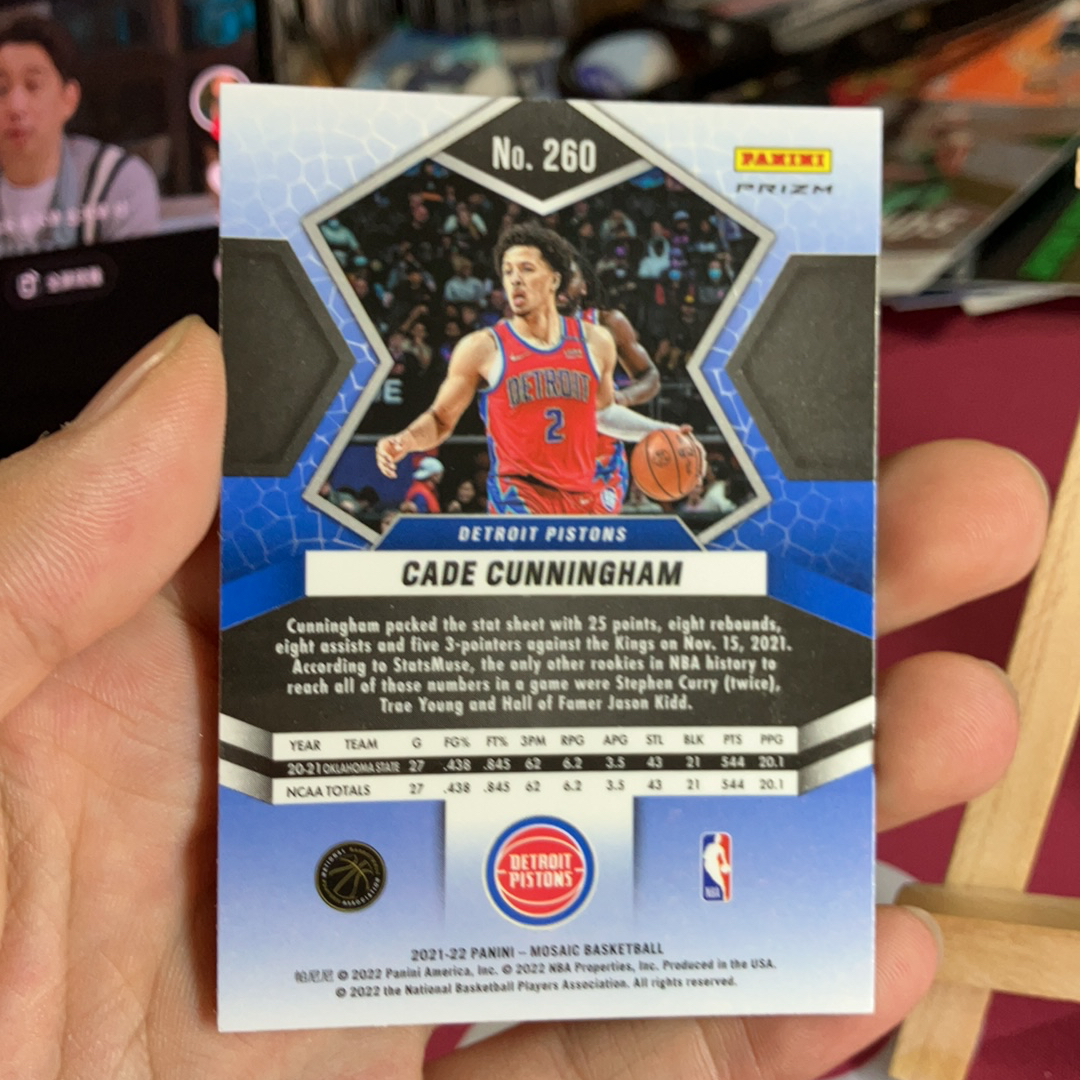 No. 260
PANINI
PRIZM
DETROIT
2
DETROIT PISTONS
CADE CUNNINGHAM
Cunningham packed the stat sheet with 25 points, eight rebounds,
eight assists and five 3-pointers against the Kings on Nov. 15, 2021.
According to StatsMuse, the only other rookies in NBA history to
reach all of those numbers in a game were Stephen Curry (twice),
Trae Young and Hall of Famer Jason Kidd.
YEAR TEAM G FG% FT% 3PM RPG APG STL BLK PTS PPG
20-21 OKLAHOMA STATE 27 .438 .845 62 6.2 3.5 43 21 544 20.1
NCAA TOTALS 27 .438 .845 62 6.2 3.5 43 21 544 20.1
DETROIT
PISTONS
NBA
2021-22 PANINI – MOSAIC BASKETBALL
帕尼尼 © 2022 Panini America, Inc. © 2022 NBA Properties, Inc. Produced in the USA.
© 2022 the National Basketball Players Association. All rights reserved.